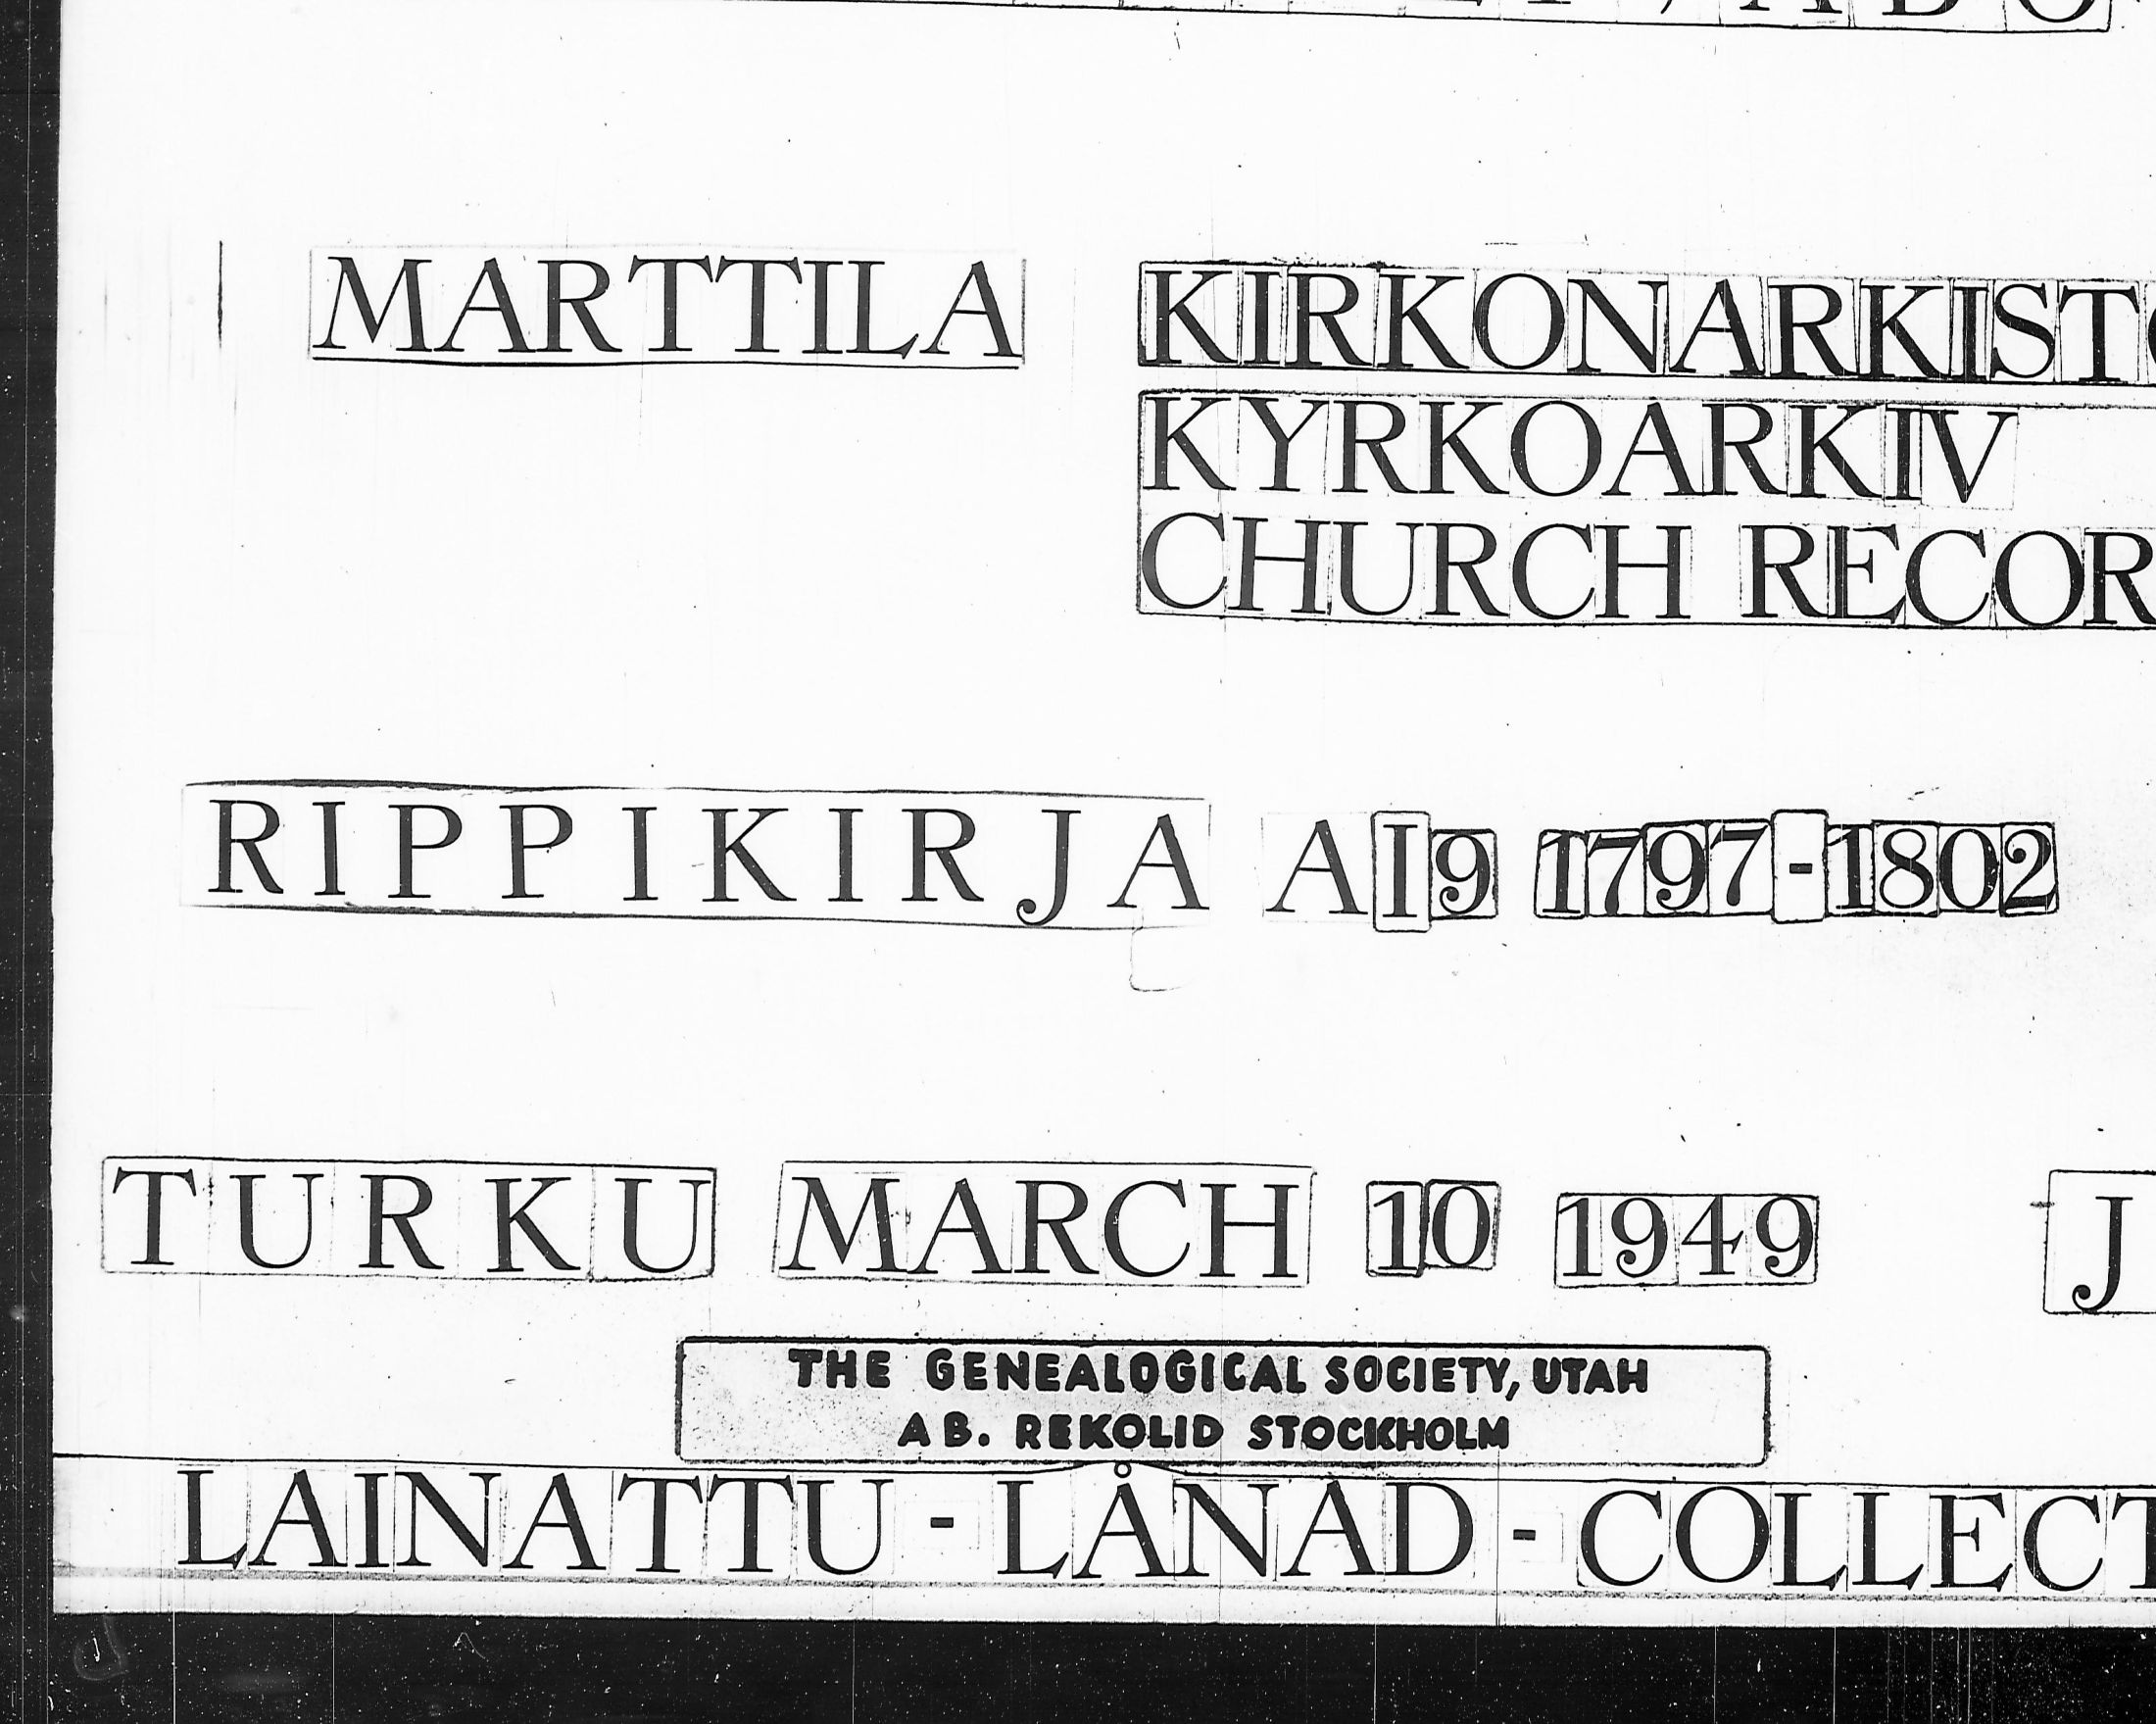 MARTTILA KIRKONARKISTO
KYRKOARKIV
CHURCH RECOR
RIPPIKIRJA AI9 1797-1802
TURKU MARCH 10 1949 J
THE GENEALOGICAL SOCIETY, UTAH
AB. REKOLID STOCKHOLM
LAINATTU - LÅNAD - COLLECT